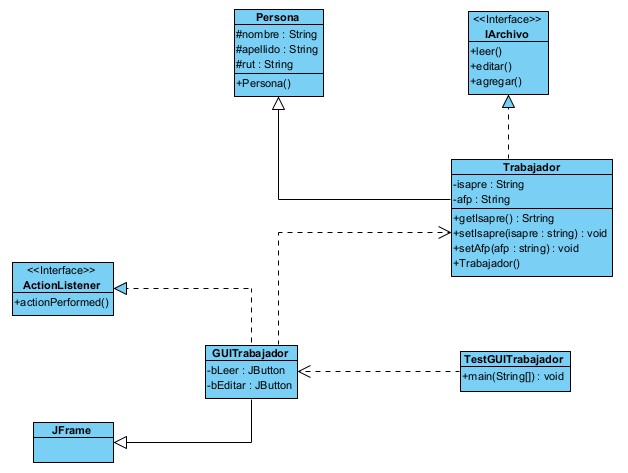 Persona
#nombre : String
#apellido : String
#rut : String
+Persona()
<<Interface>>
IArchivo
+leer()
+editar()
+agregar()
Trabajador
-isapre : String
-afp : String
+getIsapre() : Srtring
+setIsapre(isapre : string) : void
+setAfp(afp : string) : void
+Trabajador()
<<Interface>>
ActionListener
+actionPerformed()
GUITrabajador
-bLeer : JButton
-bEditar : JButton
TestGUITrabajador
+main(String[]) : void
JFrame